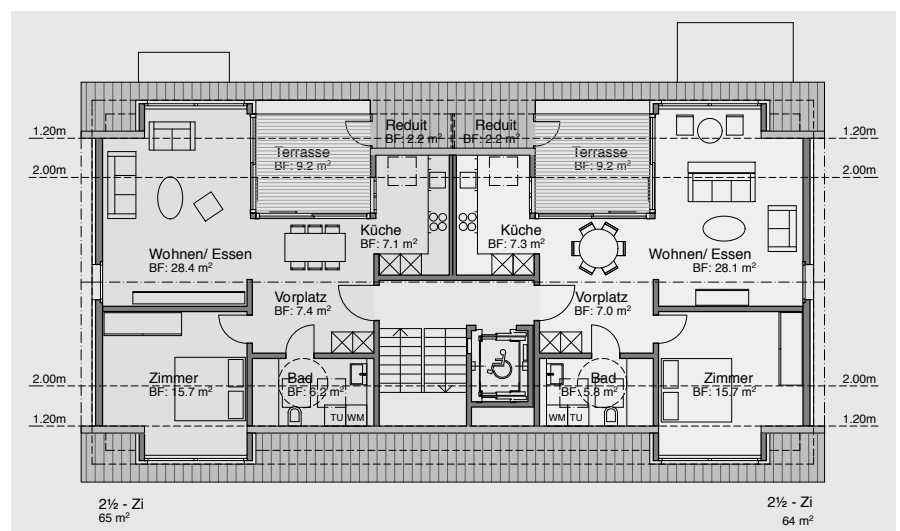 1.20m
Reduit
BF: 2.2 m²
Reduit
BF: 2.2 m²
1.20m
Terrasse
BF: 9.2 m²
Terrasse
BF: 9.2 m²
2.00m
2.00m
Küche
BF: 7.1 m²
Küche
BF: 7.3 m²
Wohnen/ Essen
BF: 28.4 m²
Wohnen/ Essen
BF: 28.1 m²
Vorplatz
BF: 7.4 m²
Vorplatz
BF: 7.0 m²
2.00m
Zimmer
BF: 15.7 m²
Bad
BF: 6.2 m²
Bad
BF: 5.8 m²
Zimmer
BF: 15.7 m²
2.00m
TU WM
WM TU
1.20m
1.20m
2½ - Zi
65 m²
2½ - Zi
64 m²